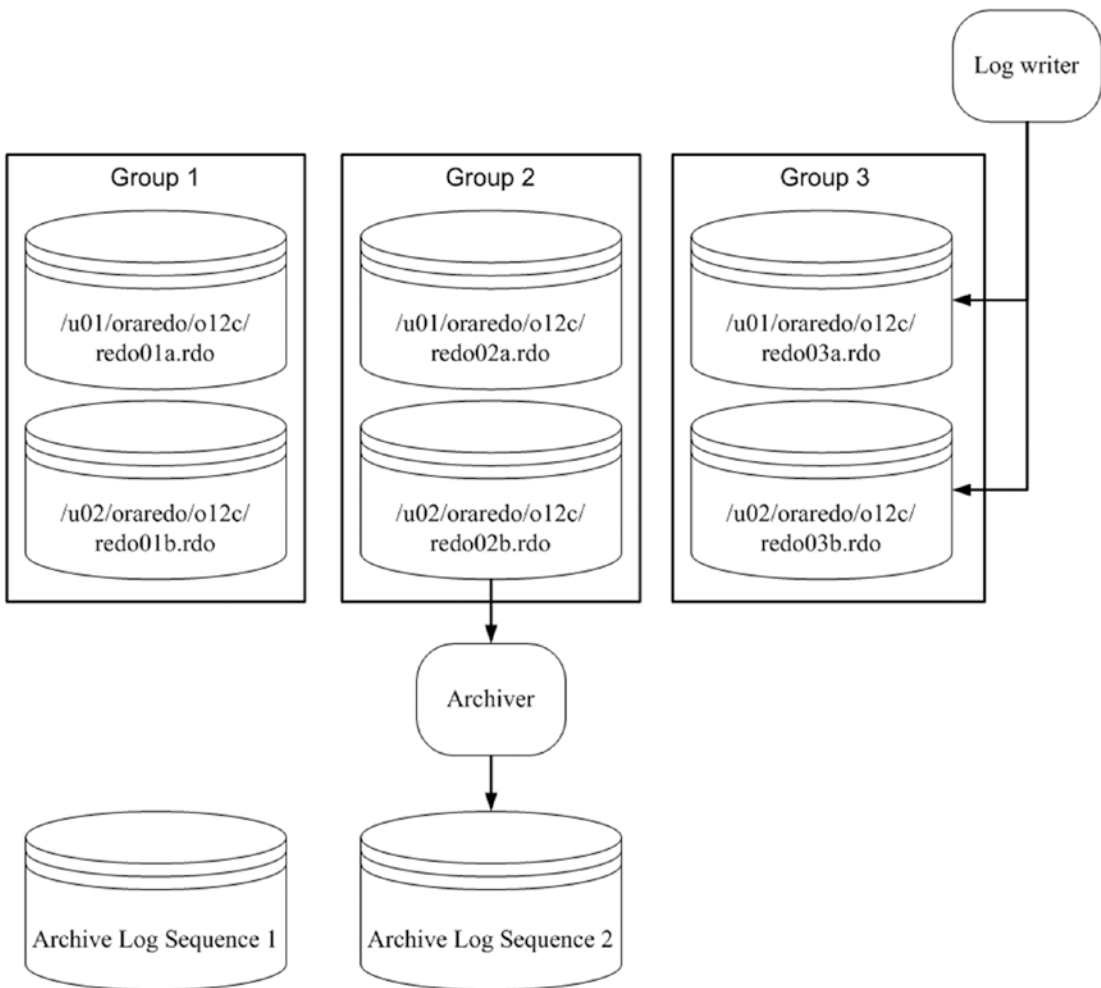 Log writer
Group 1
Group 2
Group 3
/u01/oraredo/o12c/
redo01a.rdo
/u01/oraredo/o12c/
redo02a.rdo
/u01/oraredo/o12c/
redo03a.rdo
/u02/oraredo/o12c/
redo01b.rdo
/u02/oraredo/o12c/
redo02b.rdo
/u02/oraredo/o12c/
redo03b.rdo
Archiver
Archive Log Sequence 1
Archive Log Sequence 2